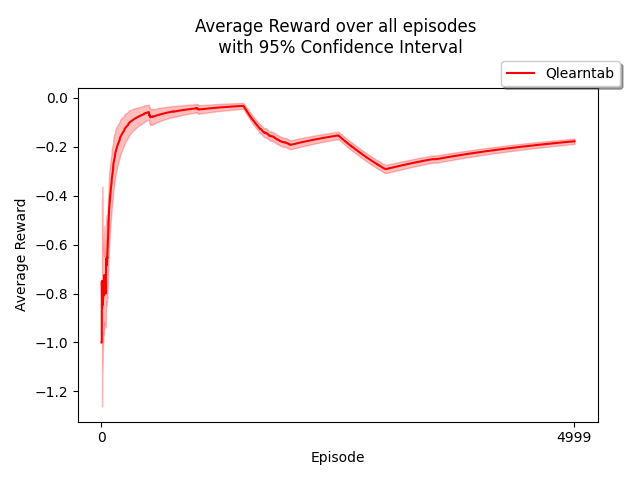 Average Reward over all episodes
with 95% Confidence Interval
Qlearntab
0.0
−0.2
−0.4
−0.6
−0.8
−1.0
−1.2
Average Reward
0
4999
Episode